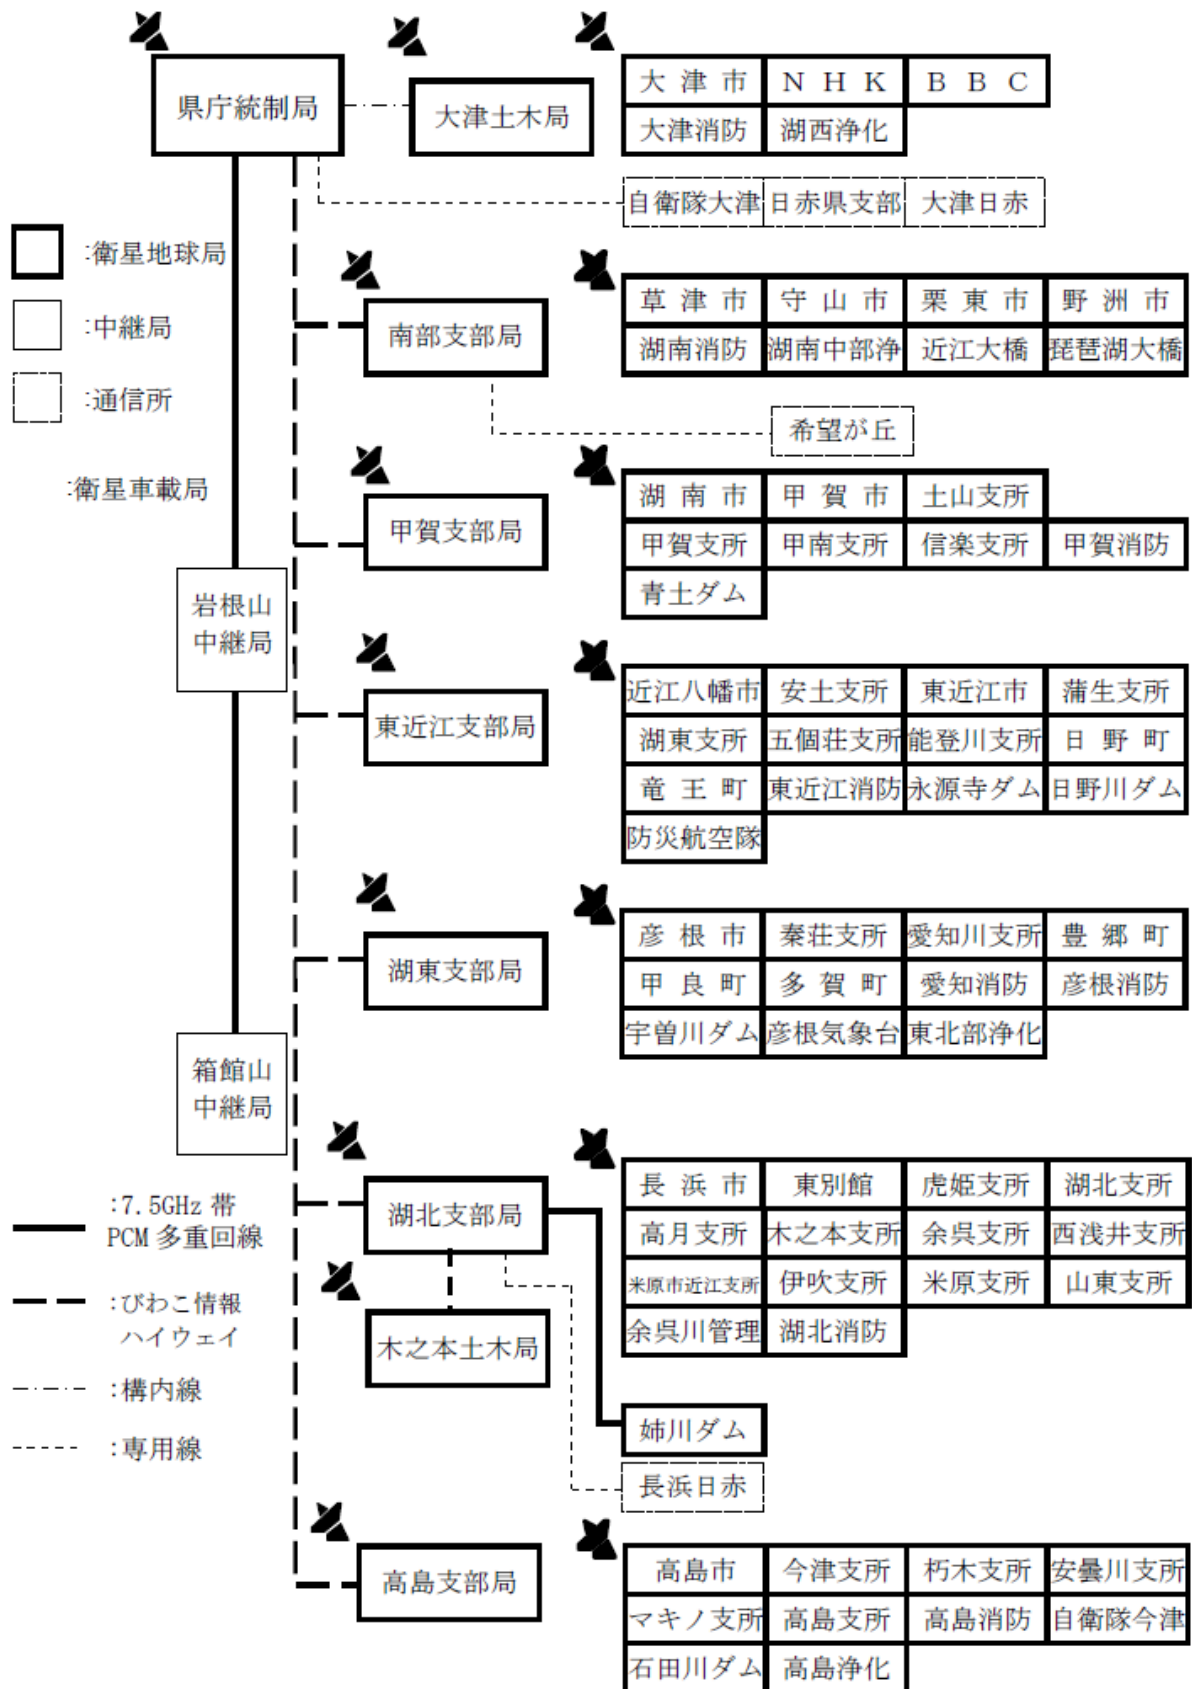 県庁統制局
大津土木局
大 津 市 N H K B B C
大津消防 湖西浄化
自衛隊大津 日赤県支部 大津日赤
:衛星地球局
:中継局
:通信所
:衛星車載局
南部支部局
草 津 市 守 山 市 栗 東 市 野 洲 市
湖南消防 湖南中部浄 近江大橋 琵琶湖大橋
希望が丘
甲賀支部局
湖 南 市 甲 賀 市 土山支所
甲賀支所 甲南支所 信楽支所 甲賀消防
青土ダム
岩根山
中継局
東近江支部局
近江八幡市 安土支所 東近江市 蒲生支所
湖東支所 五個荘支所 能登川支所 日 野 町
竜 王 町 東近江消防 永源寺ダム 日野川ダム
防災航空隊
湖東支部局
彦 根 市 秦荘支所 愛知川支所 豊 郷 町
甲 良 町 多 賀 町 愛知消防 彦根消防
宇曽川ダム 彦根気象台 東北部浄化
箱館山
中継局
湖北支部局
長 浜 市 東別館 虎姫支所 湖北支所
高月支所 木之本支所 余呉支所 西浅井支所
米原市近江支所 伊吹支所 米原支所 山東支所
余呉川管理 湖北消防
木之本土木局
姉川ダム
長浜日赤
:7.5GHz 帯
PCM 多重回線
:びわこ情報
ハイウェイ
:構内線
:専用線
高島支部局
高島市 今津支所 朽木支所 安曇川支所
マキノ支所 高島支所 高島消防 自衛隊今津
石田川ダム 高島浄化